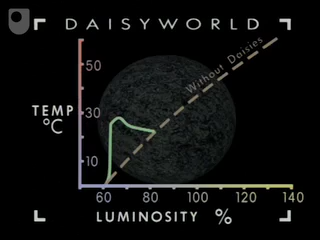 DAISYWORLD
50
Without Daisies
TEMP
30
°C
10
60 80 100 120 140
LUMINOSITY %